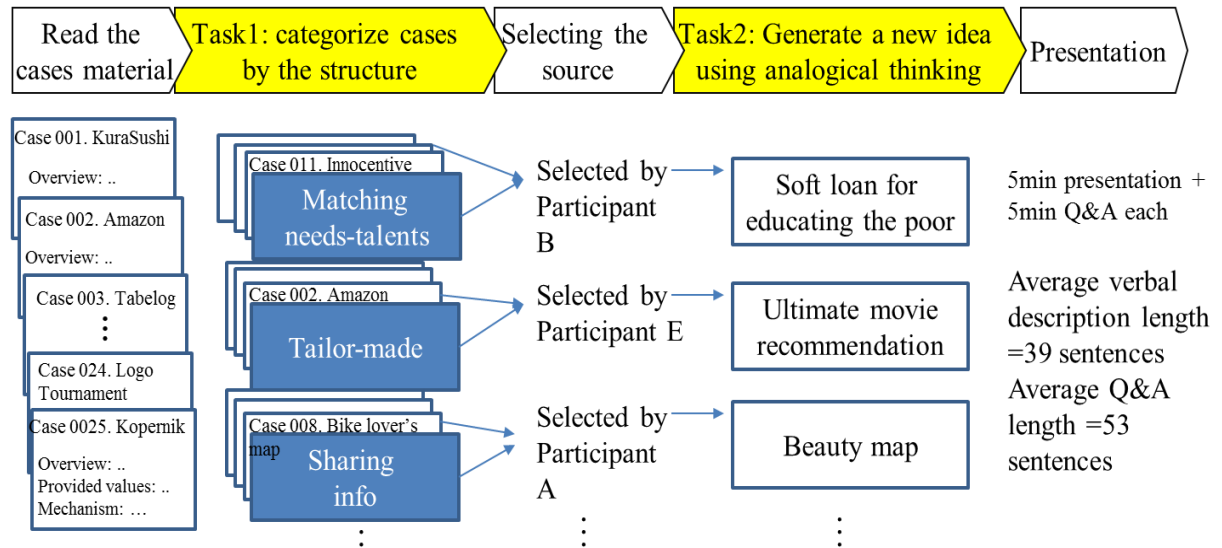 Read the
cases material
Task1: categorize cases
by the structure
Selecting the
source
Task2: Generate a new idea
using analogical thinking
Presentation
Case 001. KuraSushi
Overview: ..
Case 002. Amazon
Overview: ..
Case 003. Tabelog
⋮
Case 024. Logo
Tournament
Case 0025. Kopernik
Overview: ..
Provided values: ..
Mechanism: …
Case 011. Innocentive
Matching
needs-talents
Case 002. Amazon
Tailor-made
Case 008. Bike lover's
map
Sharing
info
⋮
Selected by
Participant
B
Selected by
Participant E
Selected by
Participant
A
⋮
Soft loan for
educating the poor
Ultimate movie
recommendation
Beauty map
⋮
5min presentation +
5min Q&A each
Average verbal
description length
=39 sentences
Average Q&A
length =53
sentences